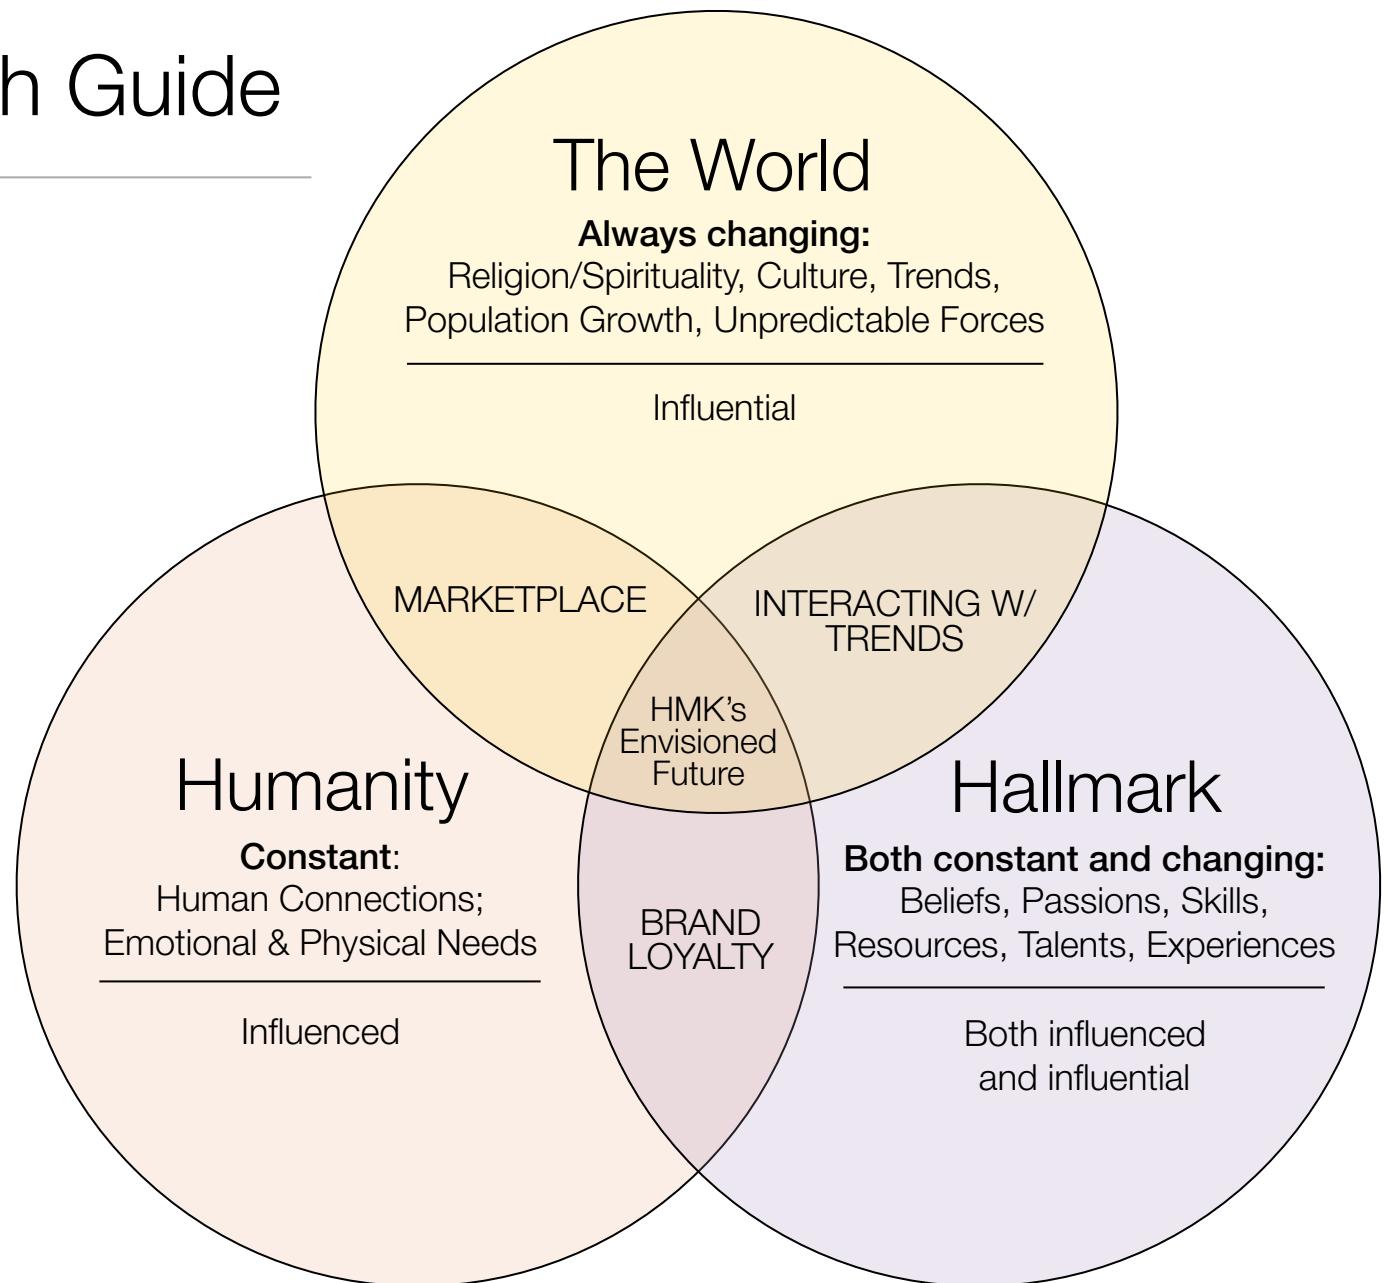 h Guide
The World
Always changing:
Religion/Spirituality, Culture, Trends,
Population Growth, Unpredictable Forces
Influential
MARKETPLACE
INTERACTING W/
TRENDS
HMK's
Envisioned
Future
Humanity
Constant:
Human Connections;
Emotional & Physical Needs
Influenced
BRAND
LOYALTY
Hallmark
Both constant and changing:
Beliefs, Passions, Skills,
Resources, Talents, Experiences
Both influenced
and influential